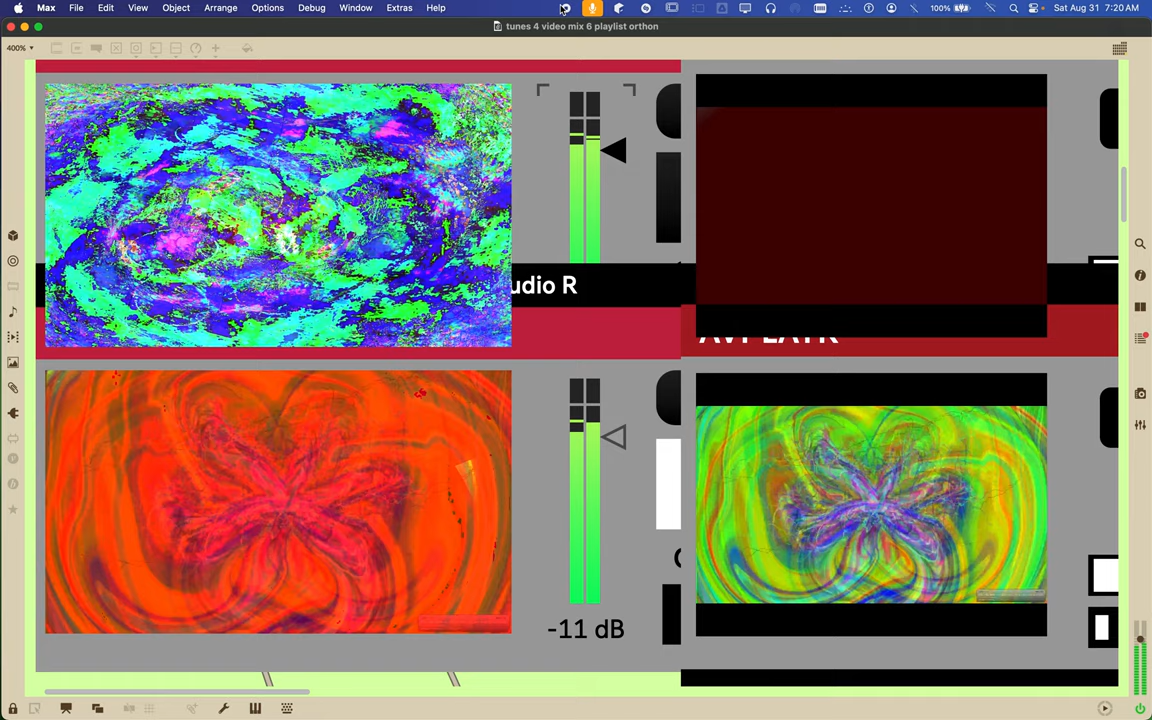 Max File Edit View Object Arrange Options Debug Window Extras Help 100% Sat Aug 31 7:20 AM
tunes 4 video mix 6 playlist orthon
400%
udio R
-11 dB